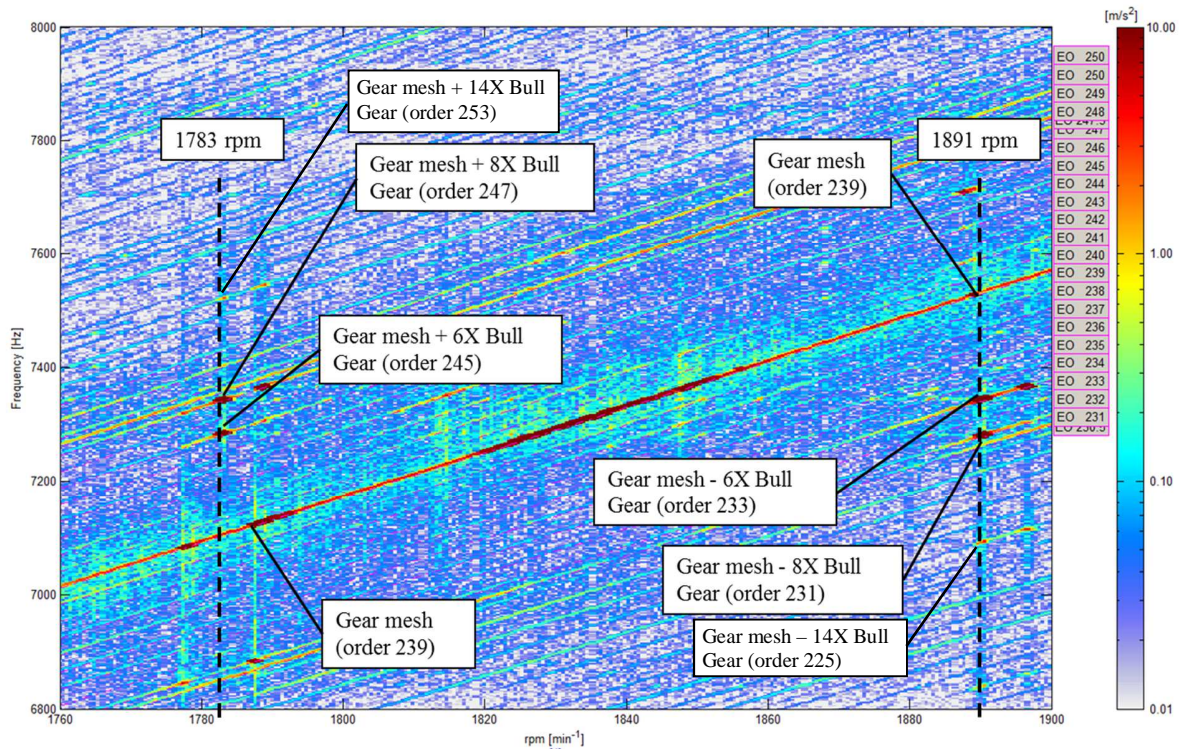 [m/s²]
8000
7800
7600
7400
7200
7000
6800
Frequency [Hz]
1760
1780
1800
1820
1840
1860
1880
1900
rpm [min⁻¹]
10.00
1.00
0.10
0.01
Gear mesh + 14X Bull
Gear (order 253)
1783 rpm
Gear mesh + 8X Bull
Gear (order 247)
Gear mesh
(order 239)
1891 rpm
Gear mesh + 6X Bull
Gear (order 245)
Gear mesh - 6X Bull
Gear (order 233)
Gear mesh - 8X Bull
Gear (order 231)
Gear mesh
(order 239)
Gear mesh – 14X Bull
Gear (order 225)
EO 250
EO 250
EO 249
EO 248
EO 247.5
EO 247
EO 246
EO 245
EO 244
EO 243
EO 242
EO 241
EO 240
EO 239
EO 238
EO 237
EO 236
EO 235
EO 234
EO 233
EO 232
EO 231
EO 230.5